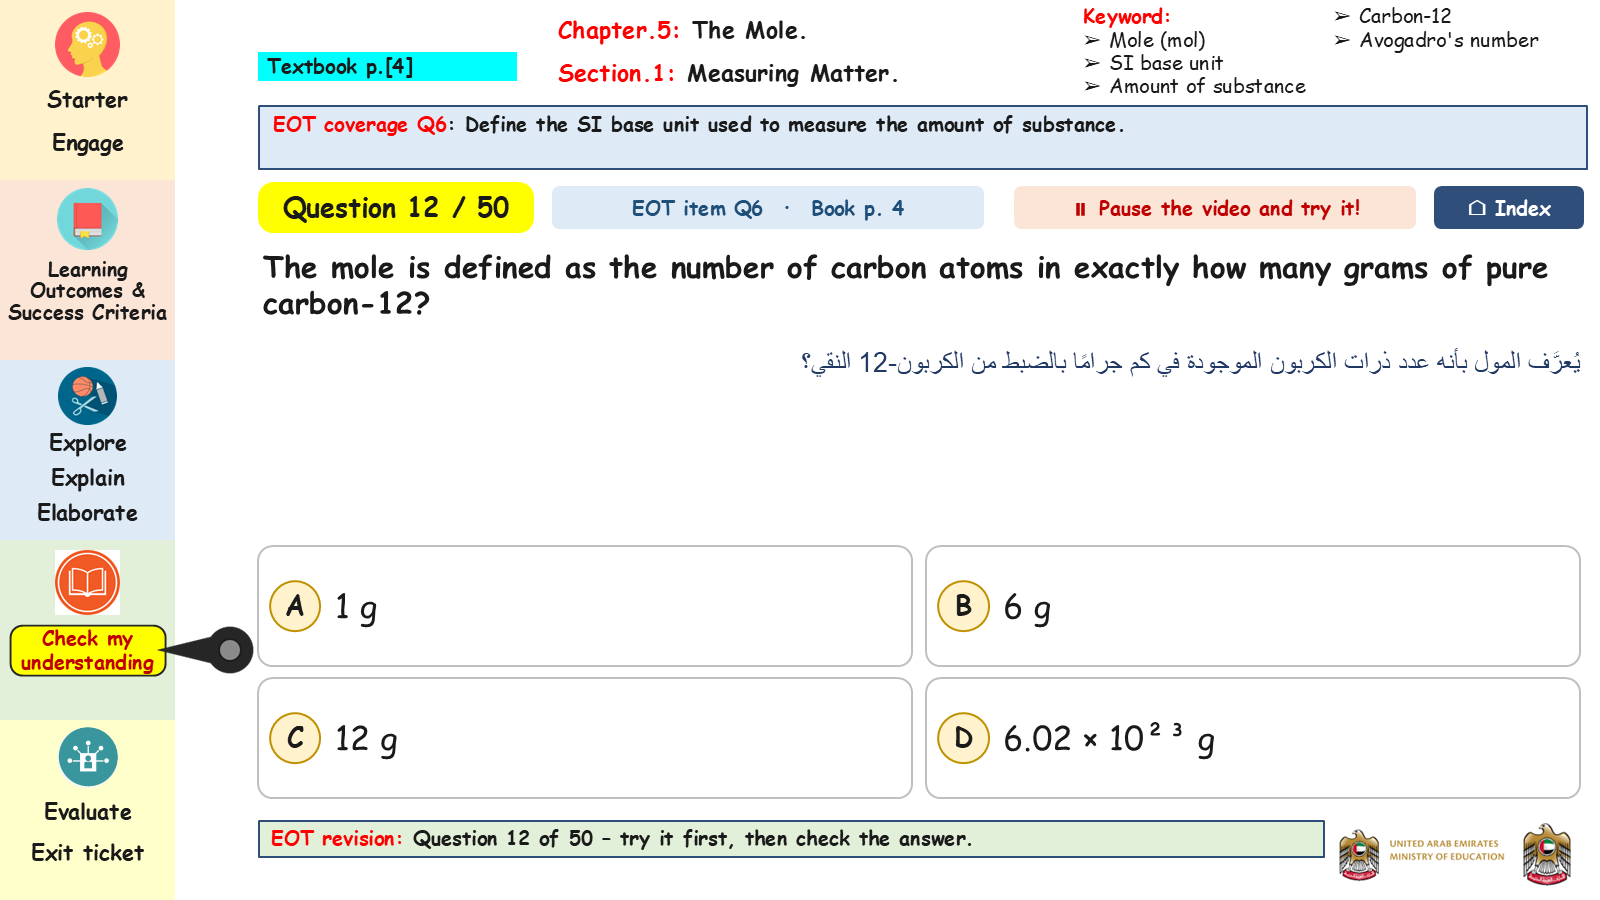 Starter
Engage
Learning
Outcomes &
Success Criteria
Explore
Explain
Elaborate
Check my
understanding
Evaluate
Exit ticket
Textbook p.[4]
Chapter.5: The Mole.
Section.1: Measuring Matter.
Keyword:
➢ Mole (mol)
➢ SI base unit
➢ Amount of substance
➢ Carbon-12
➢ Avogadro's number
EOT coverage Q6: Define the SI base unit used to measure the amount of substance.
Question 12 / 50
EOT item Q6 · Book p. 4
⏸ Pause the video and try it!
⌂ Index
The mole is defined as the number of carbon atoms in exactly how many grams of pure
carbon-12?
يُعرَّف المول بأنه عدد ذرات الكربون الموجودة في كم جرامًا بالضبط من الكربون-12 النقي؟
A 1 g
B 6 g
C 12 g
D 6.02 × 10²³ g
EOT revision: Question 12 of 50 – try it first, then check the answer.
UNITED ARAB EMIRATES
MINISTRY OF EDUCATION